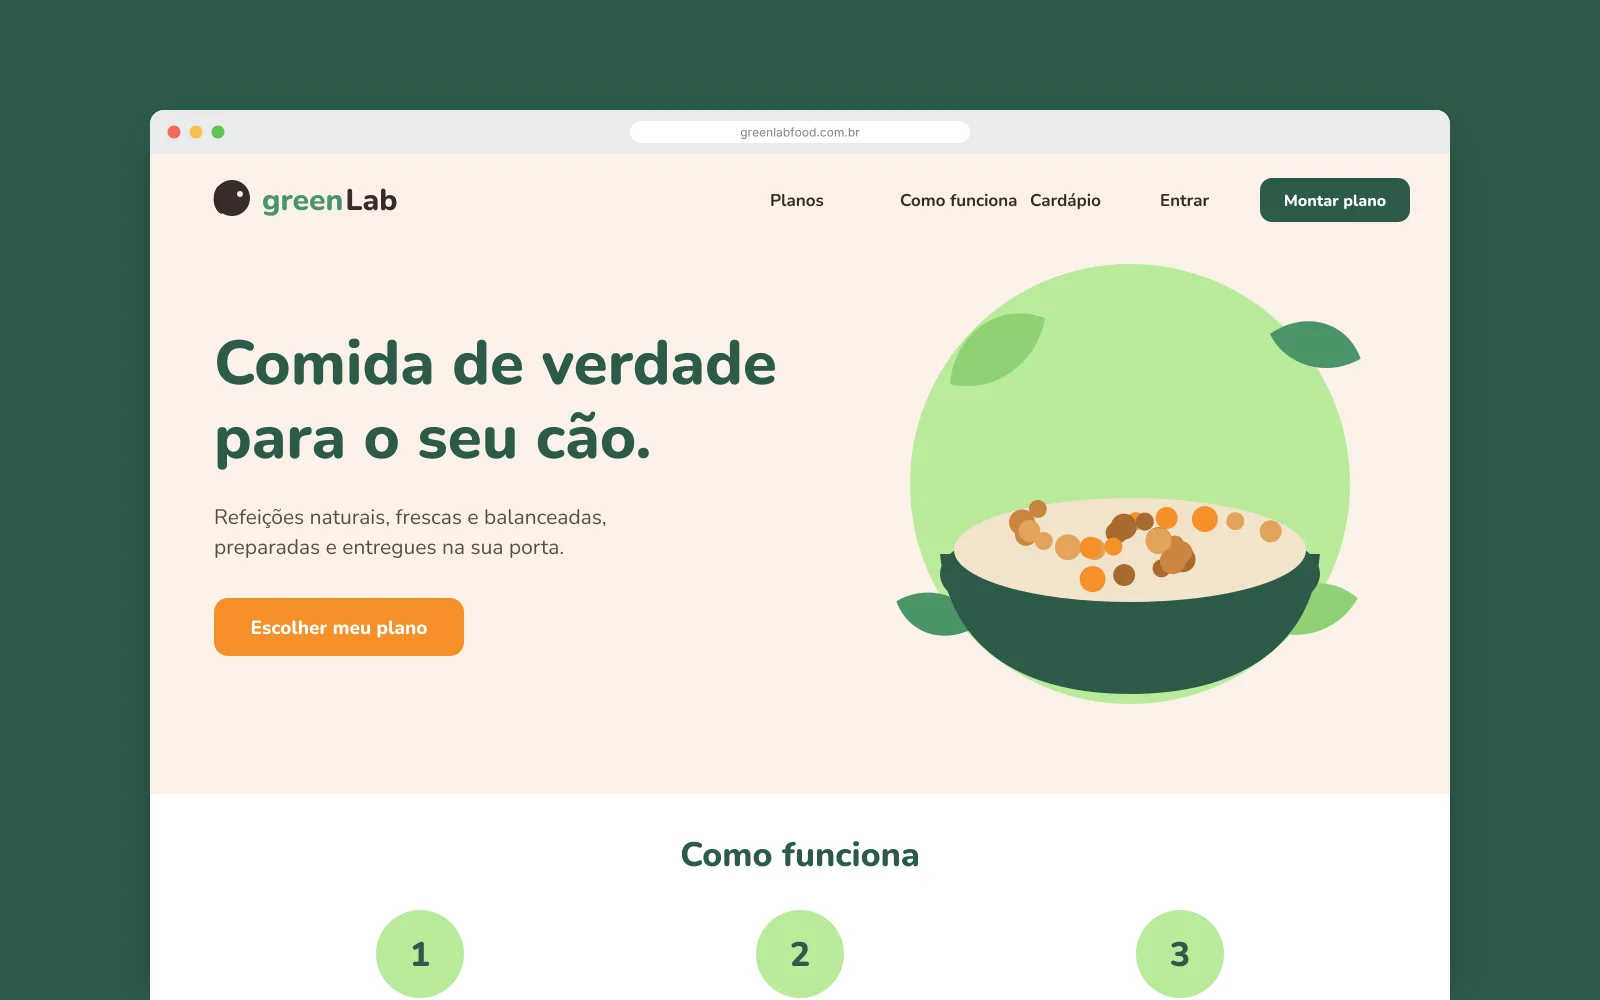 greenlabfood.com.br
greenLab
Planos Como funciona Cardápio Entrar Montar plano
Comida de verdade
para o seu cão.
Refeições naturais, frescas e balanceadas,
preparadas e entregues na sua porta.
Escolher meu plano
Como funciona
1 2 3